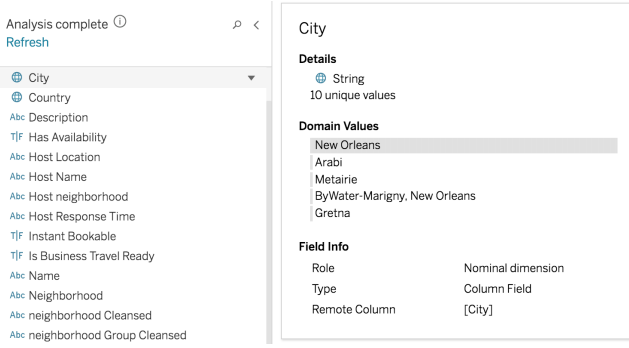 Analysis complete
Refresh
City
Country
Abc Description
T|F Has Availability
Abc Host Location
Abc Host Name
Abc Host neighborhood
Abc Host Response Time
T|F Instant Bookable
T|F Is Business Travel Ready
Abc Name
Abc Neighborhood
Abc neighborhood Cleansed
Abc neighborhood Group Cleansed
City
Details
String
10 unique values
Domain Values
New Orleans
Arabi
Metairie
ByWater-Marigny, New Orleans
Gretna
Field Info
Role Nominal dimension
Type Column Field
Remote Column [City]